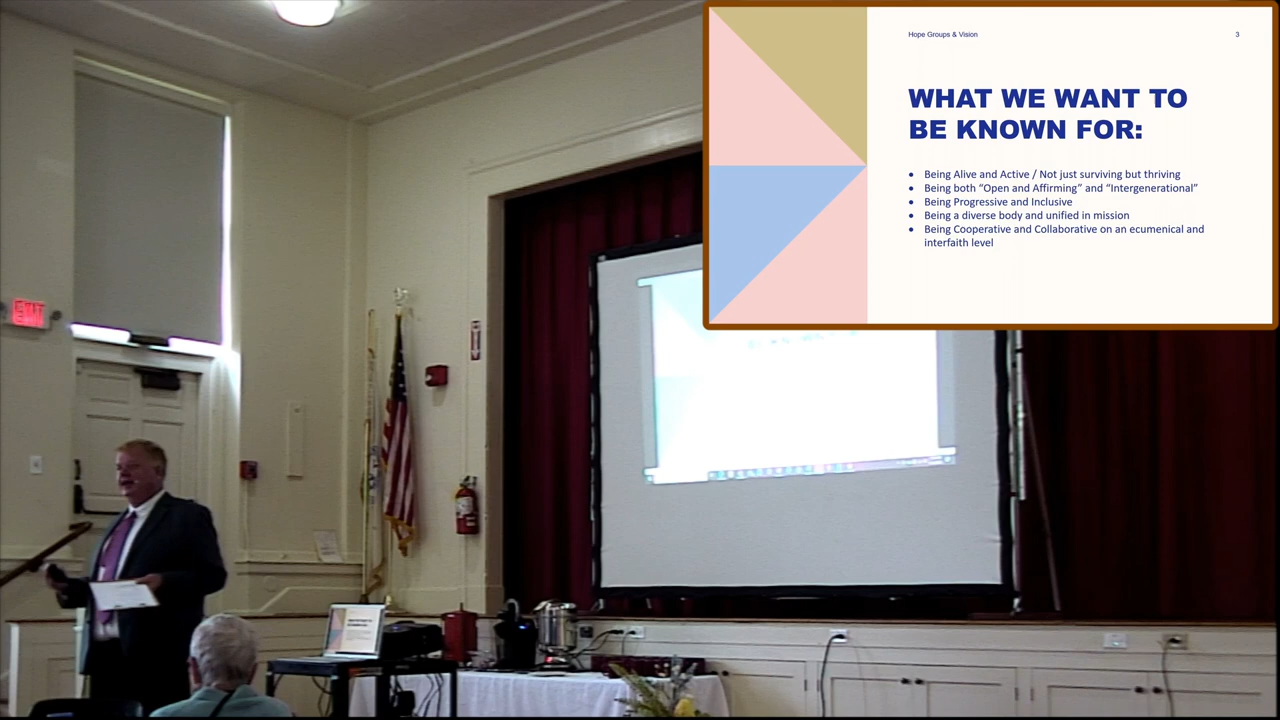 Hope Groups & Vision 3
WHAT WE WANT TO
BE KNOWN FOR:
• Being Alive and Active / Not just surviving but thriving
• Being both “Open and Affirming” and “Intergenerational”
• Being Progressive and Inclusive
• Being a diverse body and unified in mission
• Being Cooperative and Collaborative on an ecumenical and
interfaith level
EXIT